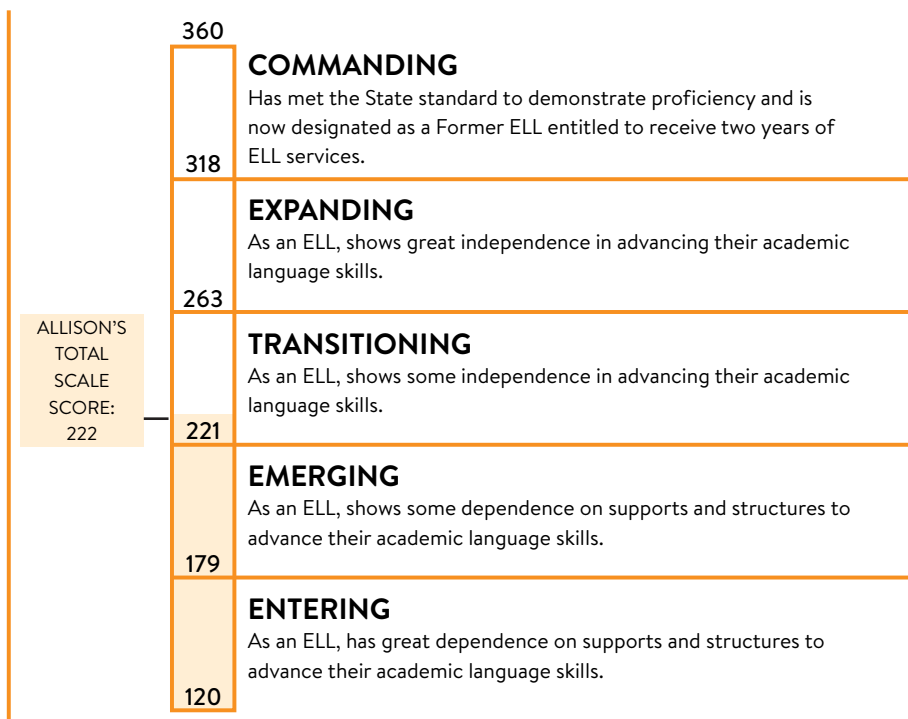 360
COMMANDING
Has met the State standard to demonstrate proficiency and is
now designated as a Former ELL entitled to receive two years of
ELL services.
318
EXPANDING
As an ELL, shows great independence in advancing their academic
language skills.
263
ALLISON'S
TOTAL
SCALE
SCORE:
222
TRANSITIONING
As an ELL, shows some independence in advancing their academic
language skills.
221
EMERGING
As an ELL, shows some dependence on supports and structures to
advance their academic language skills.
179
ENTERING
As an ELL, has great dependence on supports and structures to
advance their academic language skills.
120